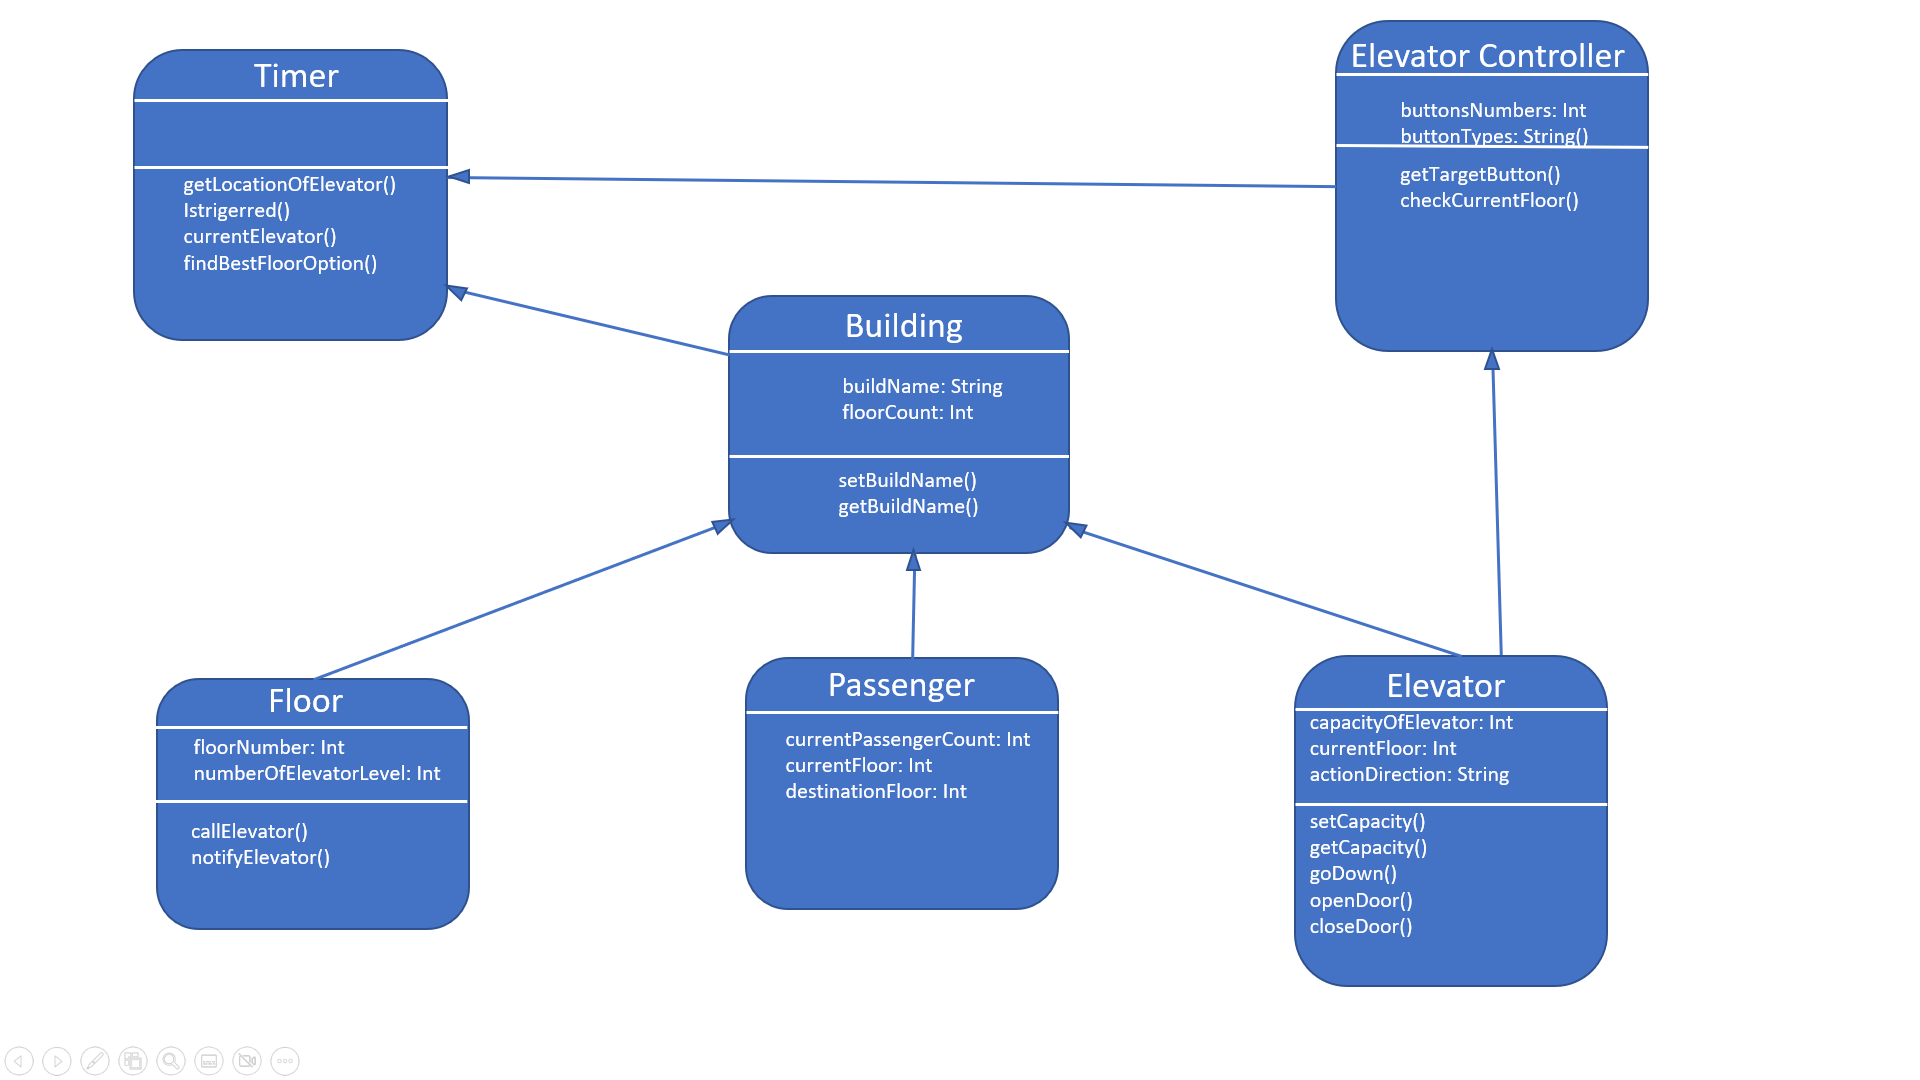 Timer
getLocationOfElevator()
Istrigerred()
currentElevator()
findBestFloorOption()
Elevator Controller
buttonsNumbers: Int
buttonTypes: String()
getTargetButton()
checkCurrentFloor()
Building
buildName: String
floorCount: Int
setBuildName()
getBuildName()
Floor
floorNumber: Int
numberOfElevatorLevel: Int
callElevator()
notifyElevator()
Passenger
currentPassengerCount: Int
currentFloor: Int
destinationFloor: Int
Elevator
capacityOfElevator: Int
currentFloor: Int
actionDirection: String
setCapacity()
getCapacity()
goDown()
openDoor()
closeDoor()